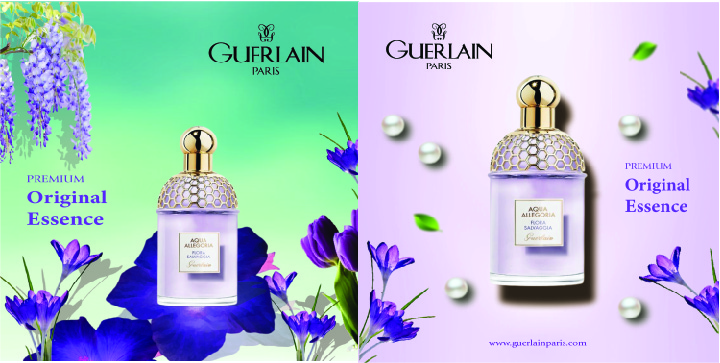 GUERLAIN
PARIS
PREMIUM
Original
Essence
AQUA
ALLEGORIA
FLORA
SALVAGGIA
Guerlain
GUERLAIN
PARIS
PREMIUM
Original
Essence
AQUA
ALLEGORIA
FLORA
SALVAGGIA
Guerlain
www.guerlainparis.com